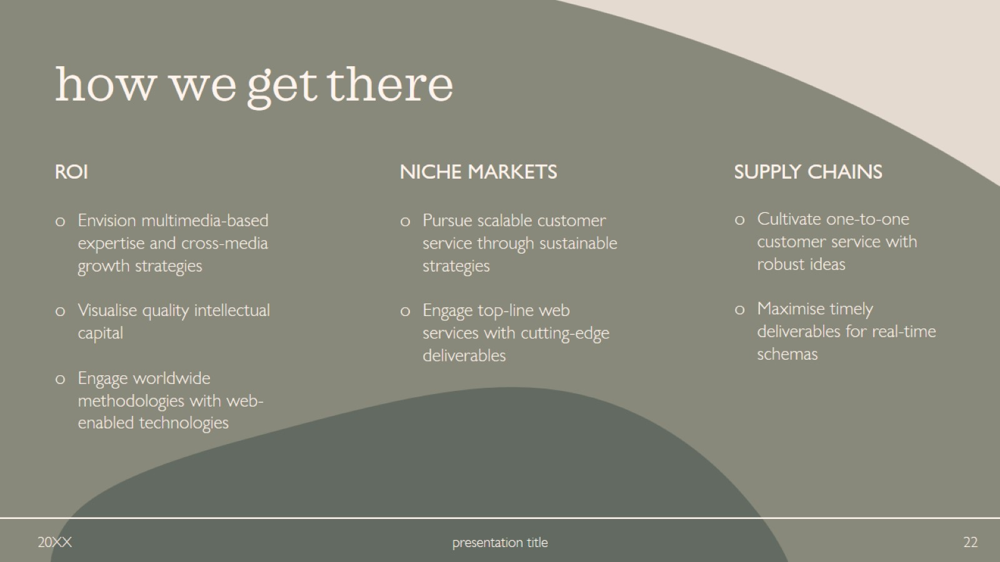 how we get there
ROI
o Envision multimedia-based
expertise and cross-media
growth strategies
o Visualise quality intellectual
capital
o Engage worldwide
methodologies with web-
enabled technologies
NICHE MARKETS
o Pursue scalable customer
service through sustainable
strategies
o Engage top-line web
services with cutting-edge
deliverables
SUPPLY CHAINS
o Cultivate one-to-one
customer service with
robust ideas
o Maximise timely
deliverables for real-time
schemas
20XX
presentation title
22